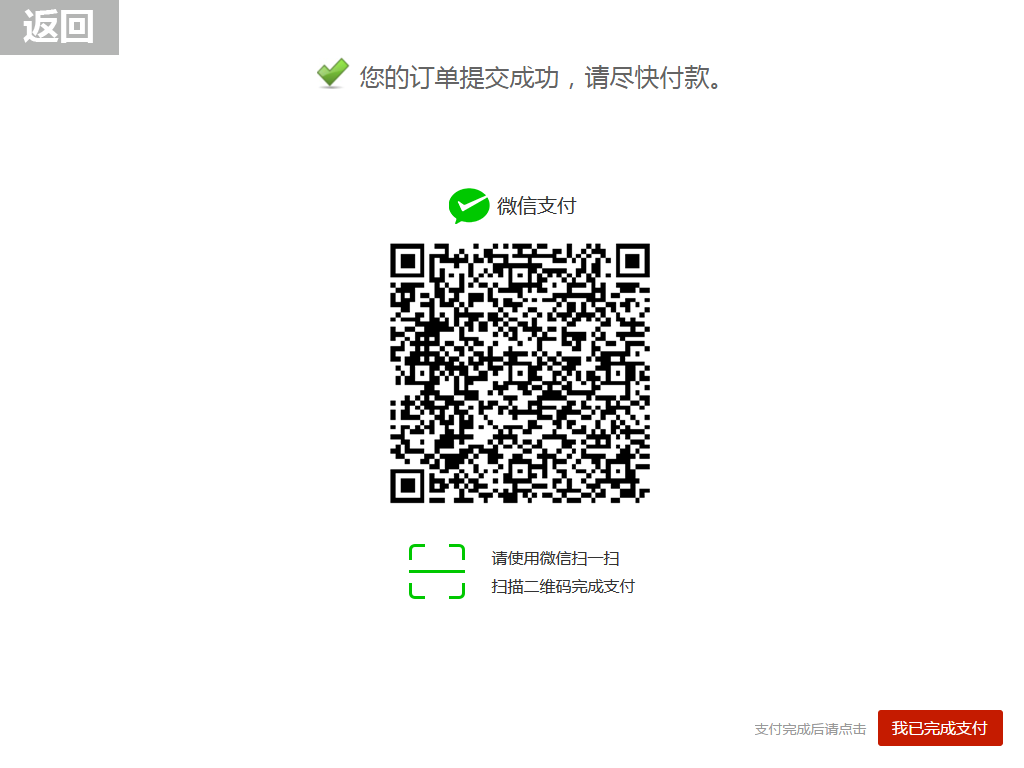 返回
您的订单提交成功，请尽快付款。
微信支付
请使用微信扫一扫
扫描二维码完成支付
支付完成后请点击 我已完成支付